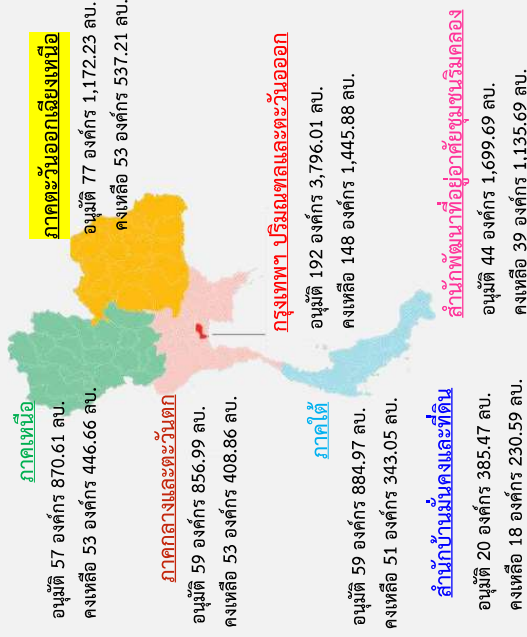 ภาคเหนือ
อนุมัติ 57 องค์กร 870.61 ลบ.
คงเหลือ 53 องค์กร 446.66 ลบ.
ภาคตะวันออกเฉียงเหนือ
อนุมัติ 77 องค์กร 1,172.23 ลบ.
คงเหลือ 53 องค์กร 537.21 ลบ.
ภาคกลางและตะวันตก
อนุมัติ 59 องค์กร 856.99 ลบ.
คงเหลือ 53 องค์กร 408.86 ลบ.
กรุงเทพฯ ปริมณฑลและตะวันอออก
อนุมัติ 192 องค์กร 3,796.01 ลบ.
คงเหลือ 148 องค์กร 1,445.88 ลบ.
ภาคใต้
อนุมัติ 59 องค์กร 884.97 ลบ.
คงเหลือ 51 องค์กร 343.05 ลบ.
สำนักบ้านมั่นคงและที่ดิน
อนุมัติ 20 องค์กร 385.47 ลบ.
คงเหลือ 18 องค์กร 230.59 ลบ.
สำนักพัฒนาที่อยู่อาศัยชุมชนริมคลอง
อนุมัติ 44 องค์กร 1,699.69 ลบ.
คงเหลือ 39 องค์กร 1.135.69 ลบ.